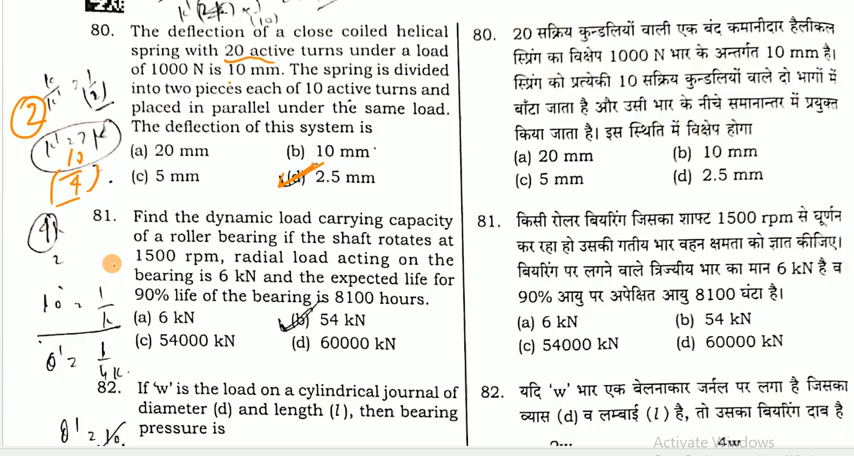 80. The deflection of a close coiled helical
spring with 20 active turns under a load
of 1000 N is 10 mm. The spring is divided
into two pieces each of 10 active turns and
placed in parallel under the same load.
The deflection of this system is
(a) 20 mm (b) 10 mm
(c) 5 mm (d) 2.5 mm
81. Find the dynamic load carrying capacity
of a roller bearing if the shaft rotates at
1500 rpm, radial load acting on the
bearing is 6 kN and the expected life for
90% life of the bearing is 8100 hours.
(a) 6 kN (b) 54 kN
(c) 54000 kN (d) 60000 kN
82. If 'w' is the load on a cylindrical journal of
diameter (d) and length (l), then bearing
pressure is
80. 20 सक्रिय कुन्डलियों वाली एक बंद कमानीदार हैलीकल
स्प्रिंग का विक्षेप 1000 N भार के अन्तर्गत 10 mm है।
स्प्रिंग को प्रत्येकी 10 सक्रिय कुन्डलियों वाले दो भागों में
बाँटा जाता है और उसी भार के नीचे समानान्तर में प्रयुक्त
किया जाता है। इस स्थिति में विक्षेप होगा
(a) 20 mm (b) 10 mm
(c) 5 mm (d) 2.5 mm
81. किसी रोलर बियरिंग जिसका शाफ्ट 1500 rpm से घूर्णन
कर रहा हो उसकी गतीय भार वहन क्षमता को ज्ञात कीजिए।
बियरिंग पर लगने वाले त्रिज्यीय भार का मान 6 kN है व
90% आयु पर अपेक्षित आयु 8100 घंटा है।
(a) 6 kN (b) 54 kN
(c) 54000 kN (d) 60000 kN
82. यदि 'w' भार एक बेलनाकार जर्नल पर लगा है जिसका
व्यास (d) व लम्बाई (l) है, तो उसका बियरिंग दाब है
4w
Activate Windows